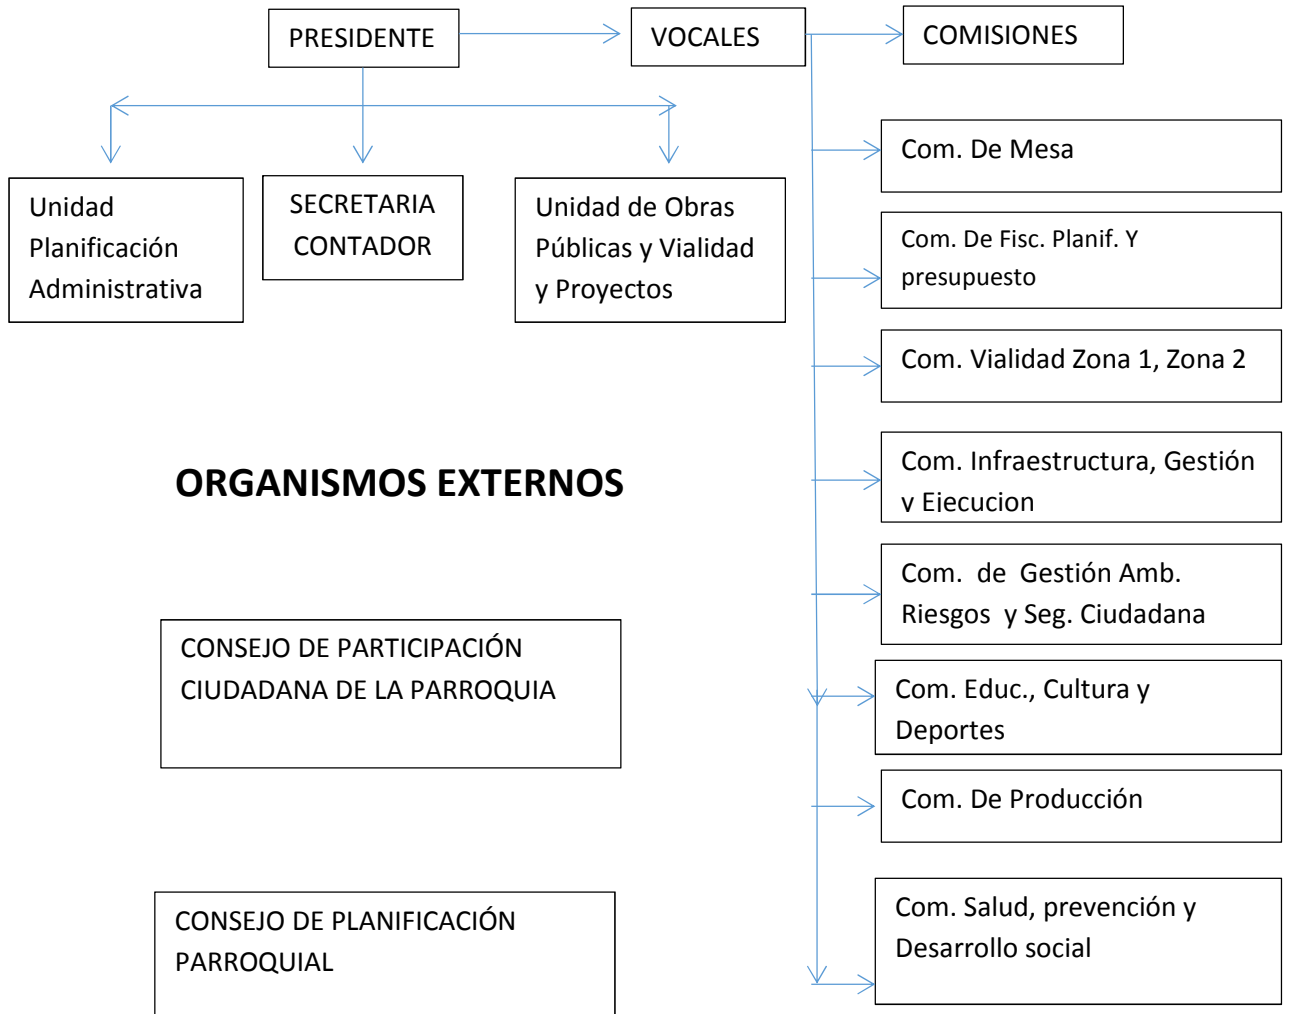 PRESIDENTE
VOCALES
COMISIONES
Unidad
Planificación
Administrativa
SECRETARIA
CONTADOR
Unidad de Obras
Públicas y Vialidad
y Proyectos
Com. De Mesa
Com. De Fisc. Planif. Y
presupuesto
Com. Vialidad Zona 1, Zona 2
Com. Infraestructura, Gestión
y Ejecucion
Com. de Gestión Amb.
Riesgos y Seg. Ciudadana
Com. Educ., Cultura y
Deportes
Com. De Producción
Com. Salud, prevención y
Desarrollo social
ORGANISMOS EXTERNOS
CONSEJO DE PARTICIPACIÓN
CIUDADANA DE LA PARROQUIA
CONSEJO DE PLANIFICACIÓN
PARROQUIAL